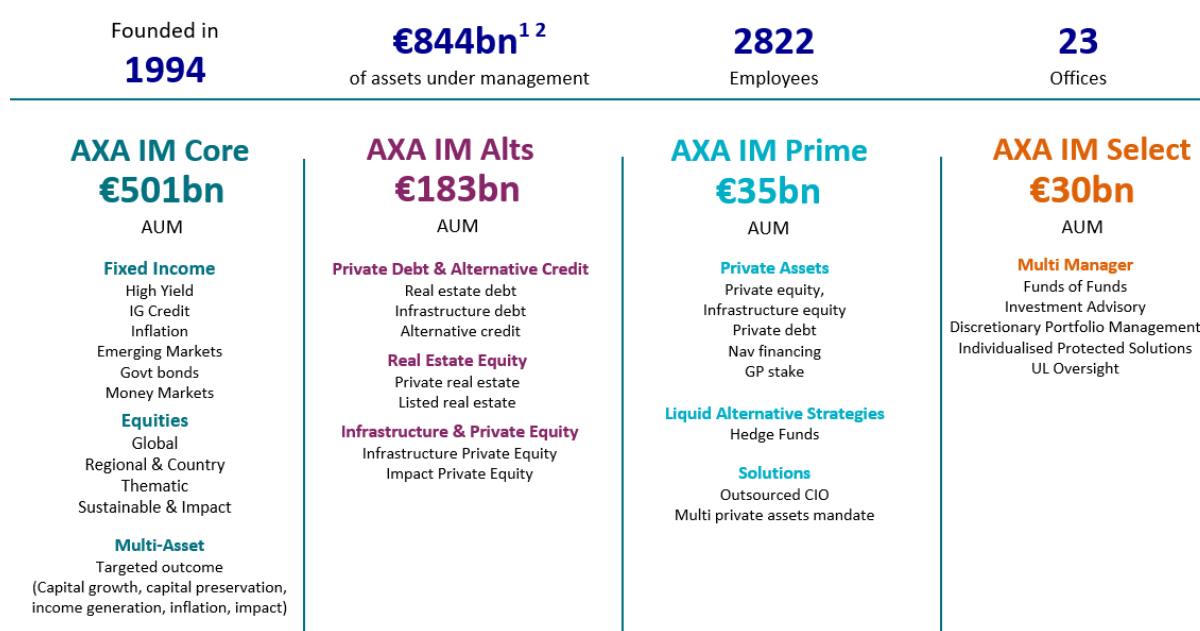 Founded in
1994
€844bn1 2
of assets under management
2822
Employees
23
Offices
AXA IM Core
€501bn
AUM
Fixed Income
High Yield
IG Credit
Inflation
Emerging Markets
Govt bonds
Money Markets
Equities
Global
Regional & Country
Thematic
Sustainable & Impact
Multi-Asset
Targeted outcome
(Capital growth, capital preservation,
income generation, inflation, impact)
AXA IM Alts
€183bn
AUM
Private Debt & Alternative Credit
Real estate debt
Infrastructure debt
Alternative credit
Real Estate Equity
Private real estate
Listed real estate
Infrastructure & Private Equity
Infrastructure Private Equity
Impact Private Equity
AXA IM Prime
€35bn
AUM
Private Assets
Private equity,
Infrastructure equity
Private debt
Nav financing
GP stake
Liquid Alternative Strategies
Hedge Funds
Solutions
Outsourced CIO
Multi private assets mandate
AXA IM Select
€30bn
AUM
Multi Manager
Funds of Funds
Investment Advisory
Discretionary Portfolio Management
Individualised Protected Solutions
UL Oversight